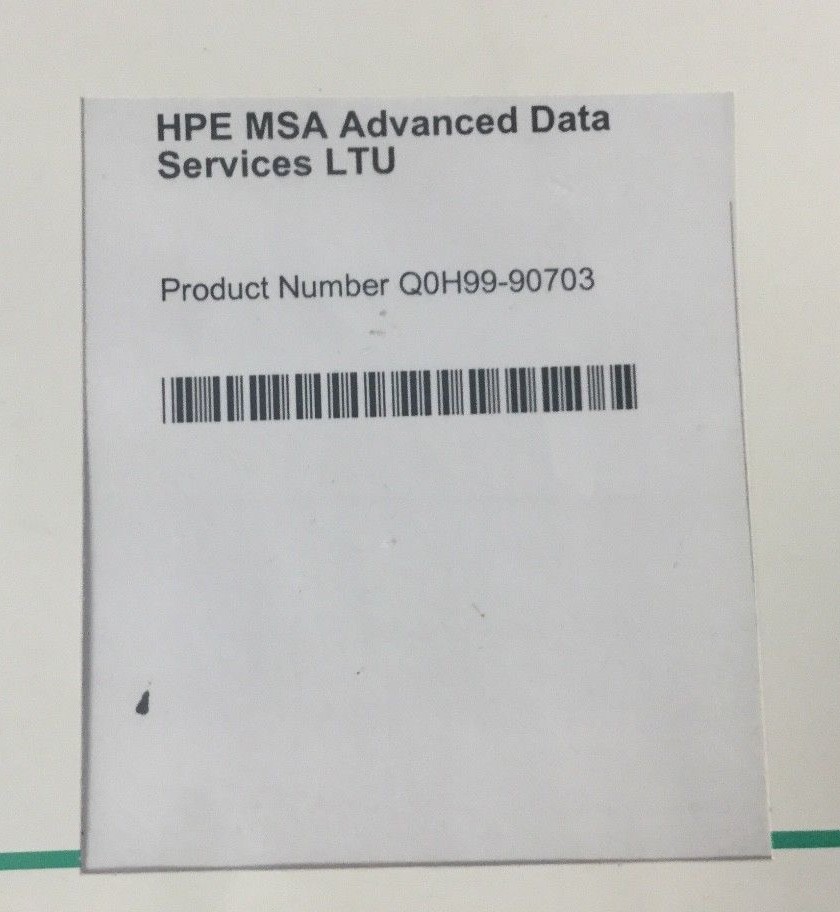 HPE MSA Advanced Data
Services LTU
Product Number Q0H99-90703